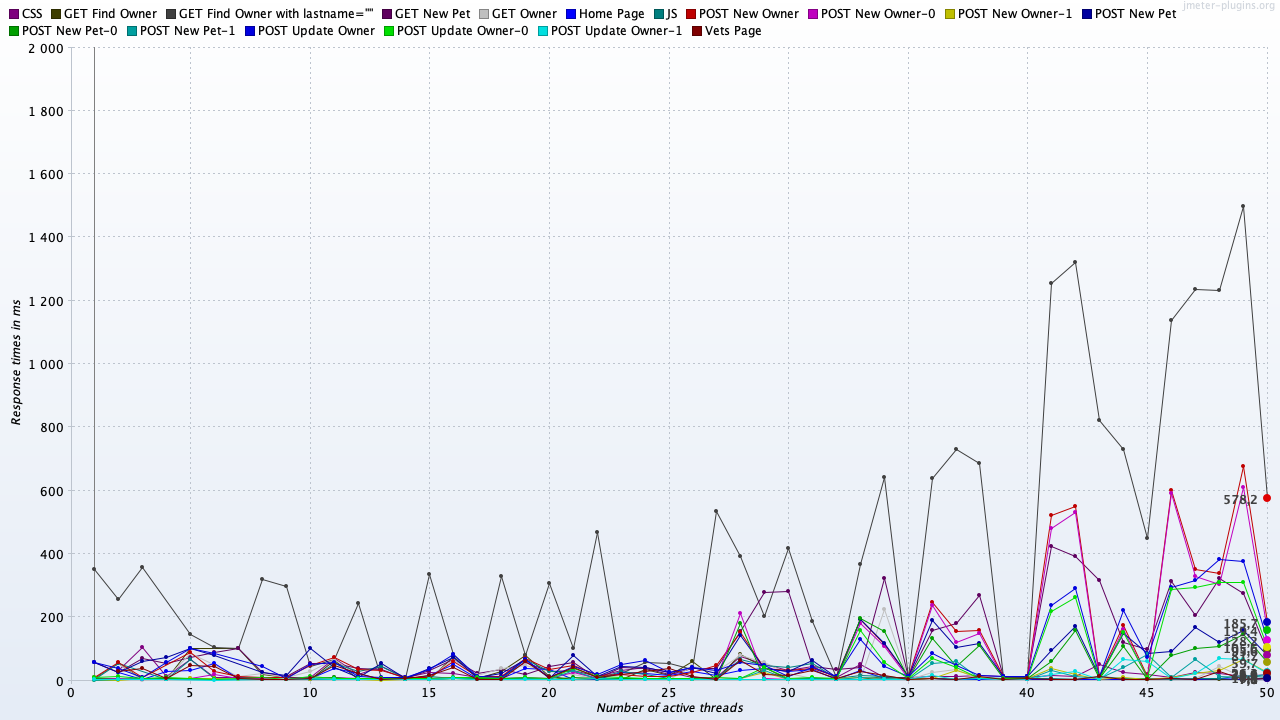 CSS GET Find Owner GET Find Owner with lastname="" GET New Pet GET Owner Home Page JS POST New Owner POST New Owner-0 POST New Owner-1 POST New Pet
jmeter-plugins.org
POST New Pet-0 POST New Pet-1 POST Update Owner POST Update Owner-0 POST Update Owner-1 Vets Page
2 000
1 800
1 600
1 400
1 200
1 000
800
600
400
200
0
Response times in ms
578,2
185,7
59,7
0 5 10 15 20 25 30 35 40 45 50
Number of active threads